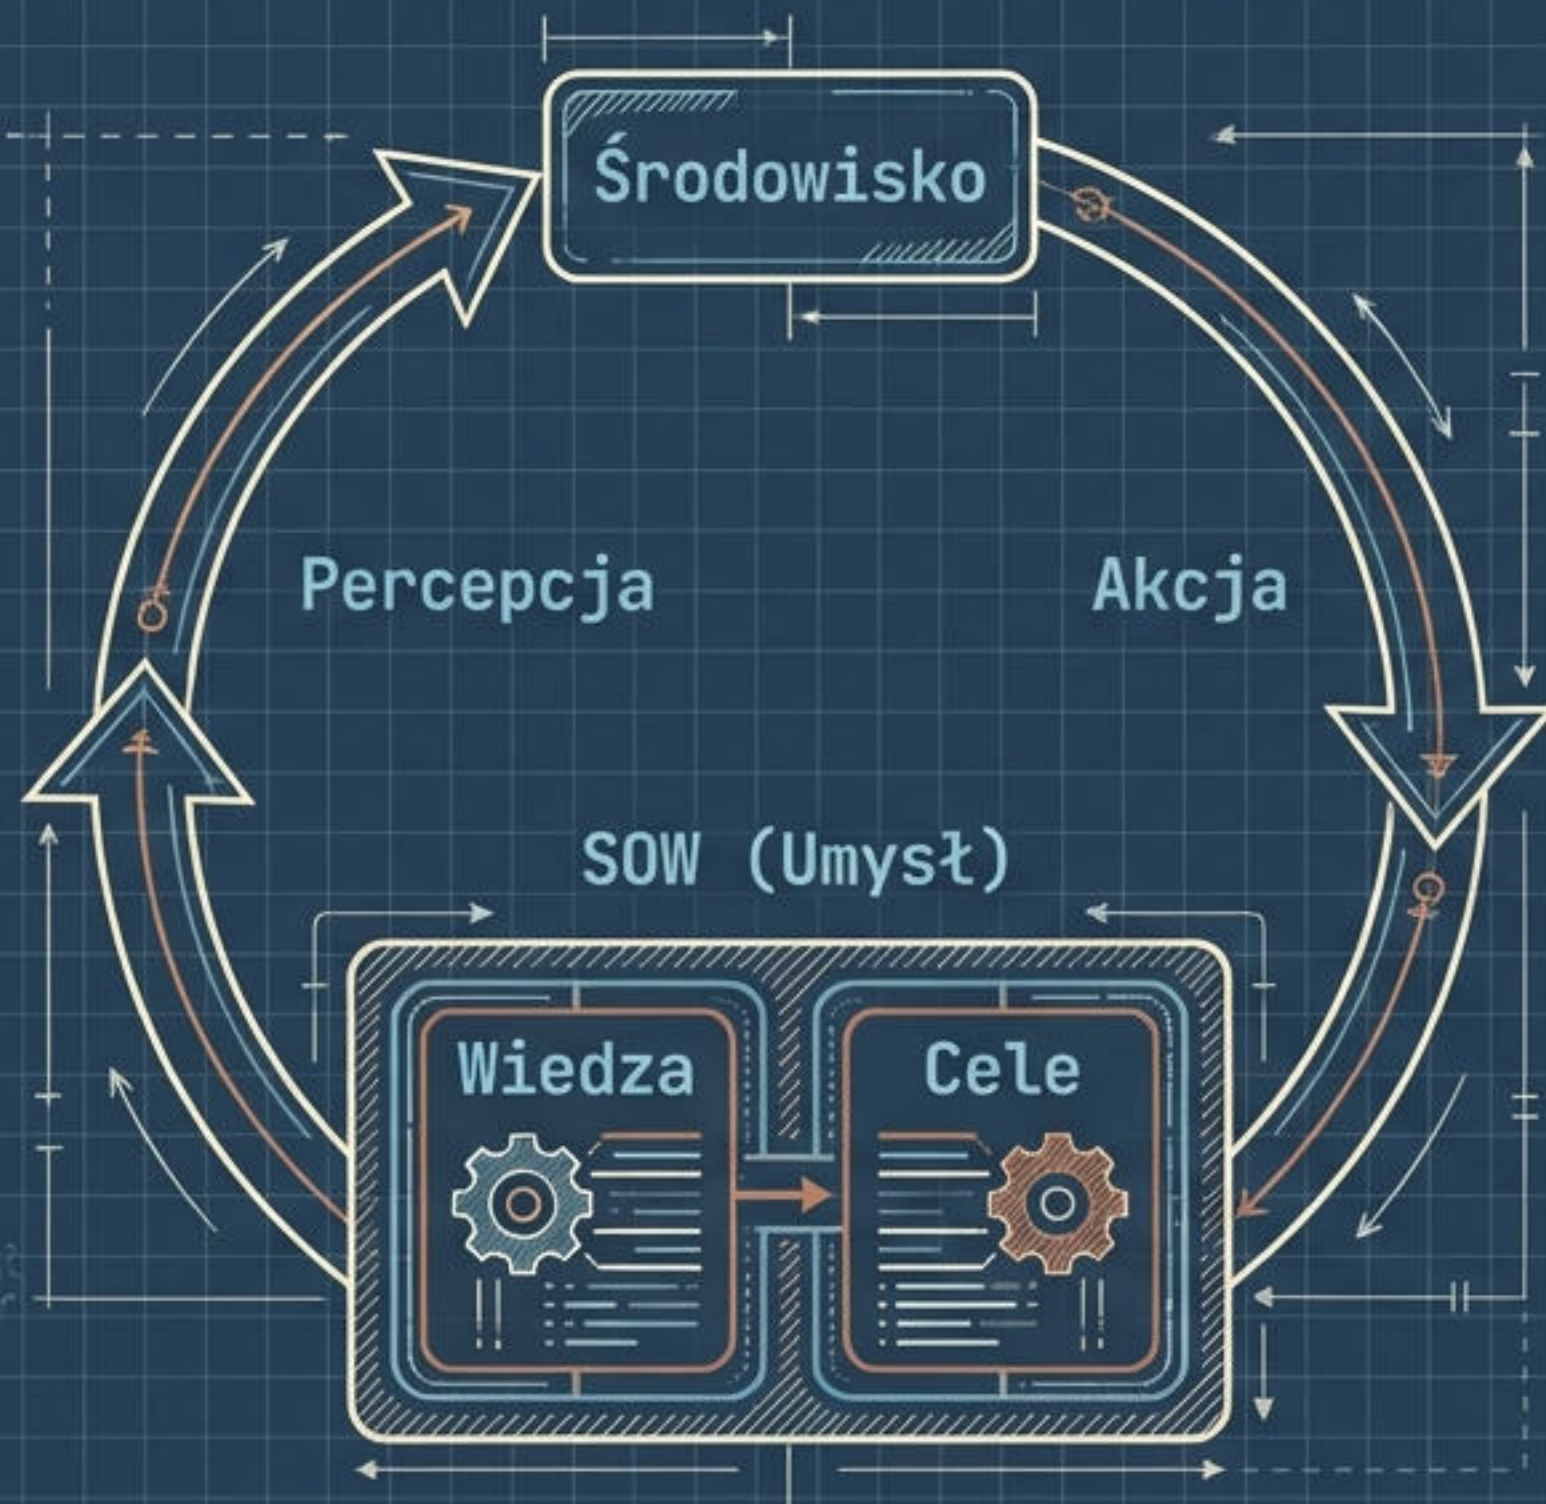 Środowisko
Percepcja
Akcja
SOW (Umysł)
Wiedza
Cele